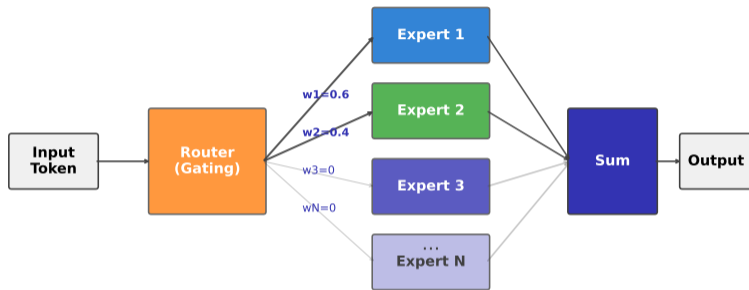 Input
Token
Router
(Gating)
w1=0.6
w2=0.4
w3=0
wN=0
Expert 1
Expert 2
Expert 3
...
Expert N
Sum
Output